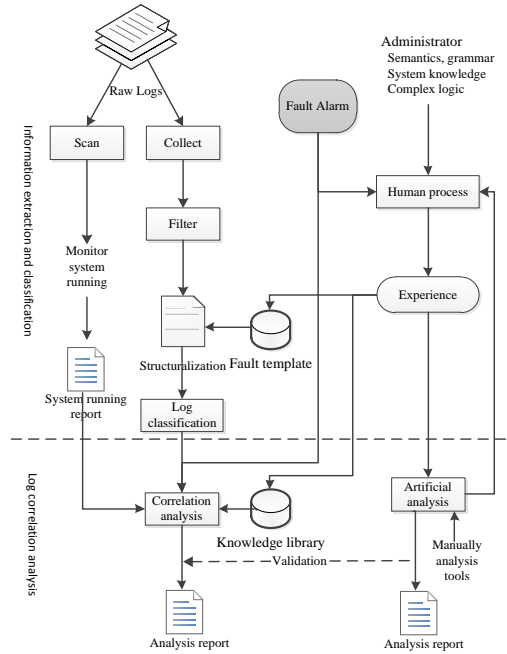 Administrator
Semantics, grammar
System knowledge
Complex logic
Raw Logs
Fault Alarm
Scan
Collect
Human process
Information extraction and classification
Filter
Monitor
system
running
Experience
Structuralization
Fault template
System running
report
Log
classification
Log correlation analysis
Correlation
analysis
Artificial
analysis
Knowledge library
Manually
analysis
tools
Validation
Analysis report
Analysis report